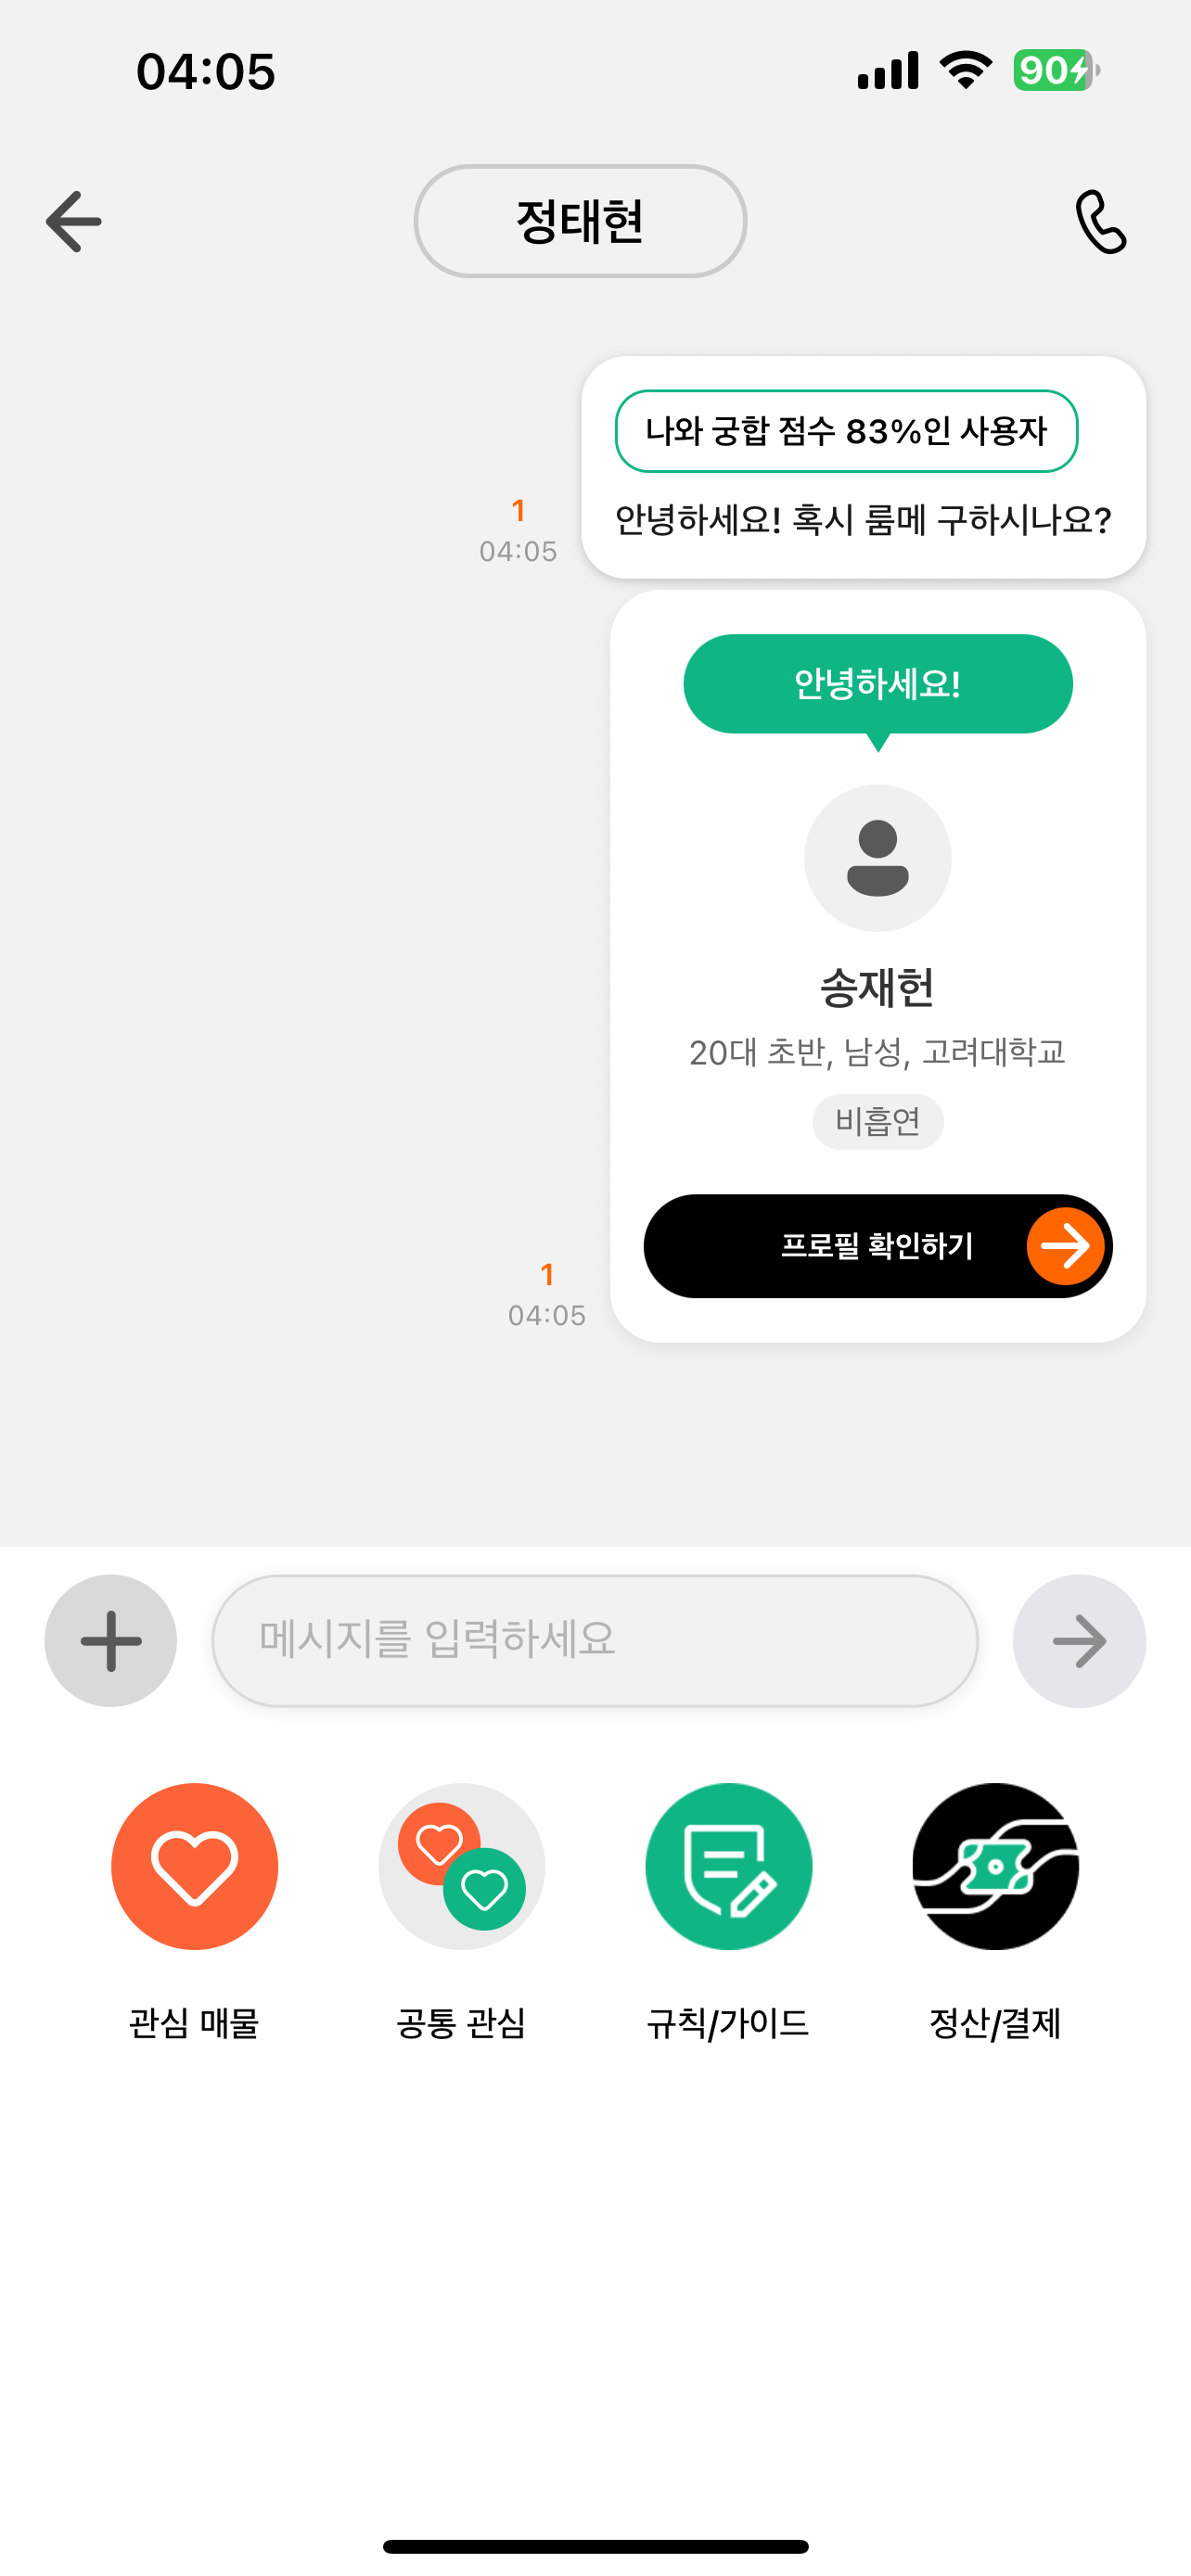 04:05
90
정태현
나와 궁합 점수 83%인 사용자
안녕하세요! 혹시 룸메 구하시나요?
1
04:05
안녕하세요!
송재헌
20대 초반, 남성, 고려대학교
비흡연
프로필 확인하기
1
04:05
메시지를 입력하세요
관심 매물
공통 관심
규칙/가이드
정산/결제